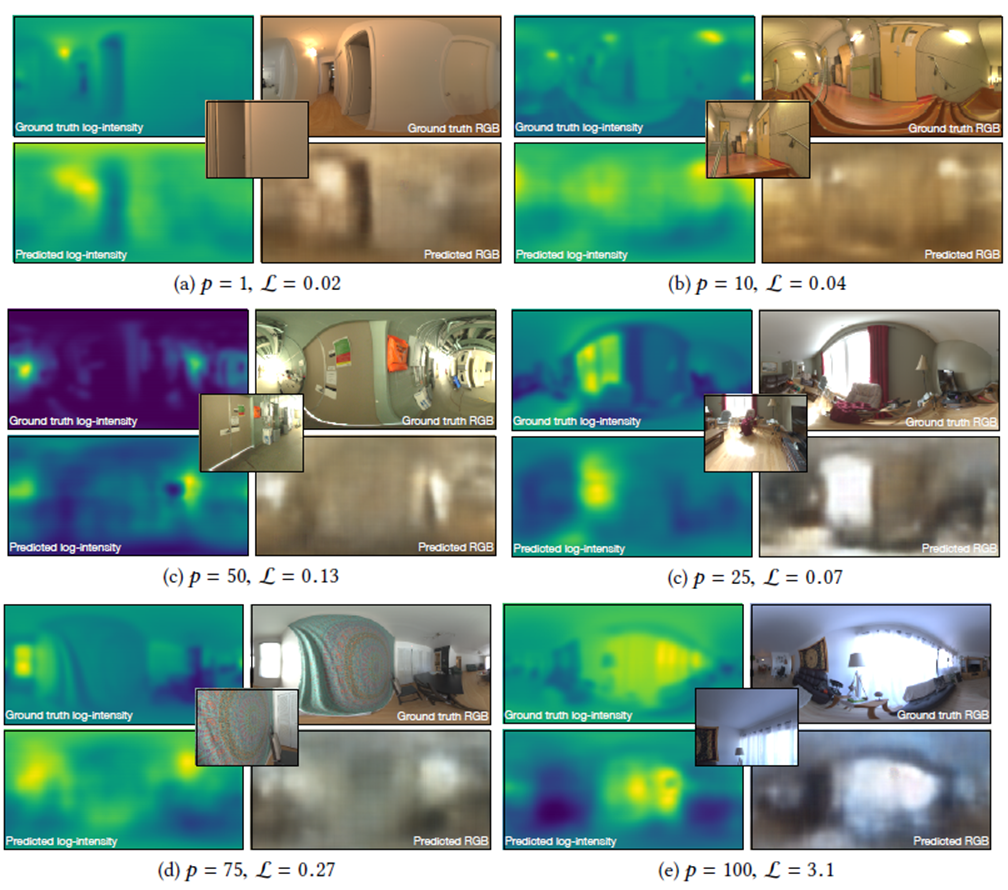 Ground truth log-intensity
Ground truth RGB
Predicted log-intensity
Predicted RGB
(a) p = 1, ℒ = 0.02
Ground truth log-intensity
Ground truth RGB
Predicted log-intensity
Predicted RGB
(b) p = 10, ℒ = 0.04
Ground truth log-intensity
Ground truth RGB
Predicted log-intensity
Predicted RGB
(c) p = 50, ℒ = 0.13
Ground truth log-intensity
Ground truth RGB
Predicted log-intensity
Predicted RGB
(c) p = 25, ℒ = 0.07
Ground truth log-intensity
Ground truth RGB
Predicted log-intensity
Predicted RGB
(d) p = 75, ℒ = 0.27
Ground truth log-intensity
Ground truth RGB
Predicted log-intensity
Predicted RGB
(e) p = 100, ℒ = 3.1